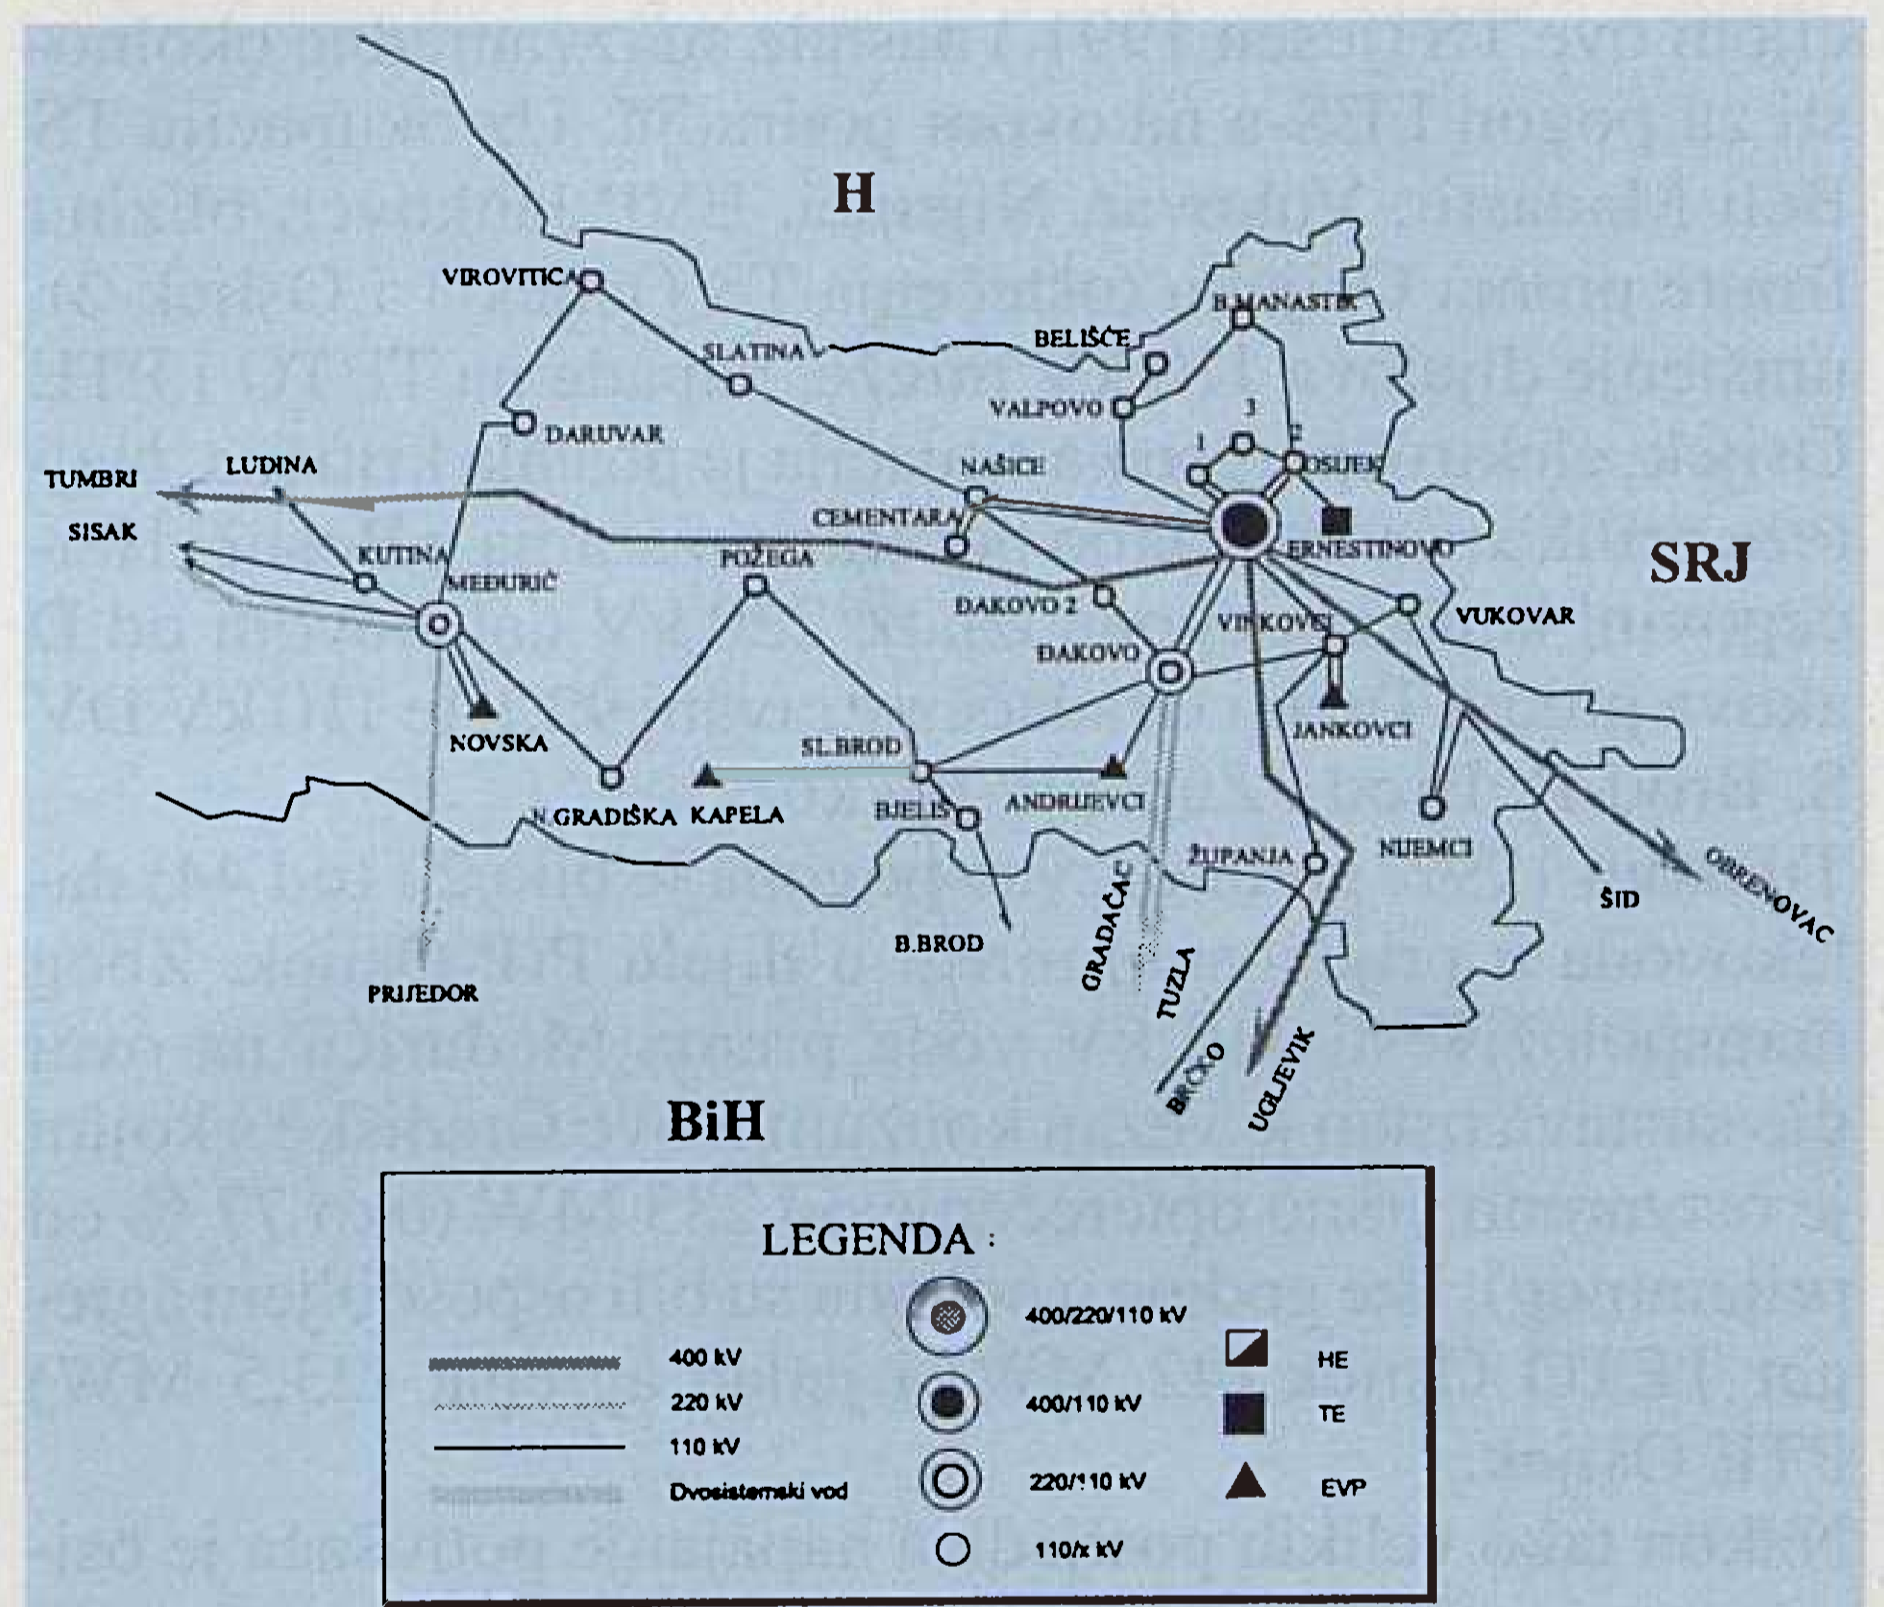 H
VIROVITICA
B.MANASTIR
BELIŠĆE
SLATINA
VALPOVO
3
DARUVAR
1
2
LUDINA
NAŠICE
OSIJEK
TUMBRI
CEMENTARA
SISAK
ERNESTINOVO
KUTINA
POŽEGA
SRJ
MEĐURIČ
ĐAKOVO 2
VINKOVCI
VUKOVAR
ĐAKOVO
JANKOVCI
NOVSKA
SL.BROD
N.GRADIŠKA
KAPELA
BJELIŠ
ANDRIJEVCI
ŽUPANJA
NIJEMCI
OBRENOVAC
ŠID
B.BROD
GRADAČAC
TUZLA
PRIJEDOR
BRČKO
UGLJEVIK
BiH
LEGENDA :
400 kV
220 kV
110 kV
Dvosistemski vod
400/220/110 kV
400/110 kV
220/110 kV
110/x kV
HE
TE
EVP